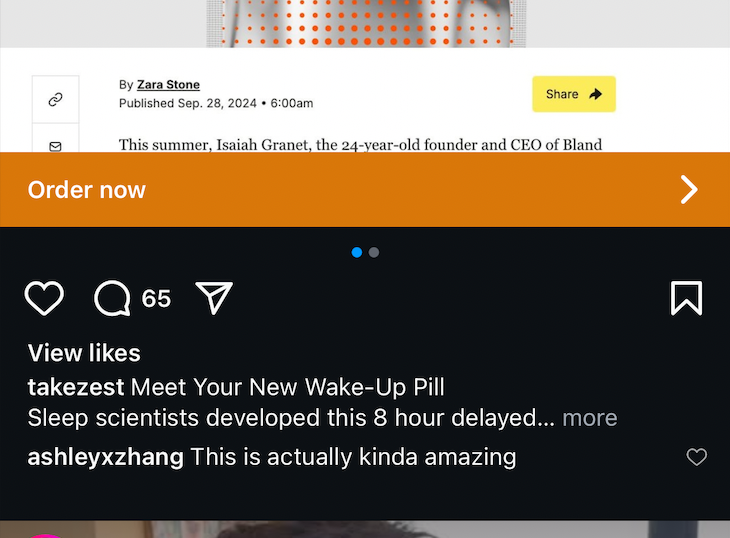 By Zara Stone
Published Sep. 28, 2024 • 6:00am
Share
This summer, Isaiah Granet, the 24-year-old founder and CEO of Bland
Order now
65
View likes
takezest Meet Your New Wake-Up Pill
Sleep scientists developed this 8 hour delayed... more
ashleyxzhang This is actually kinda amazing